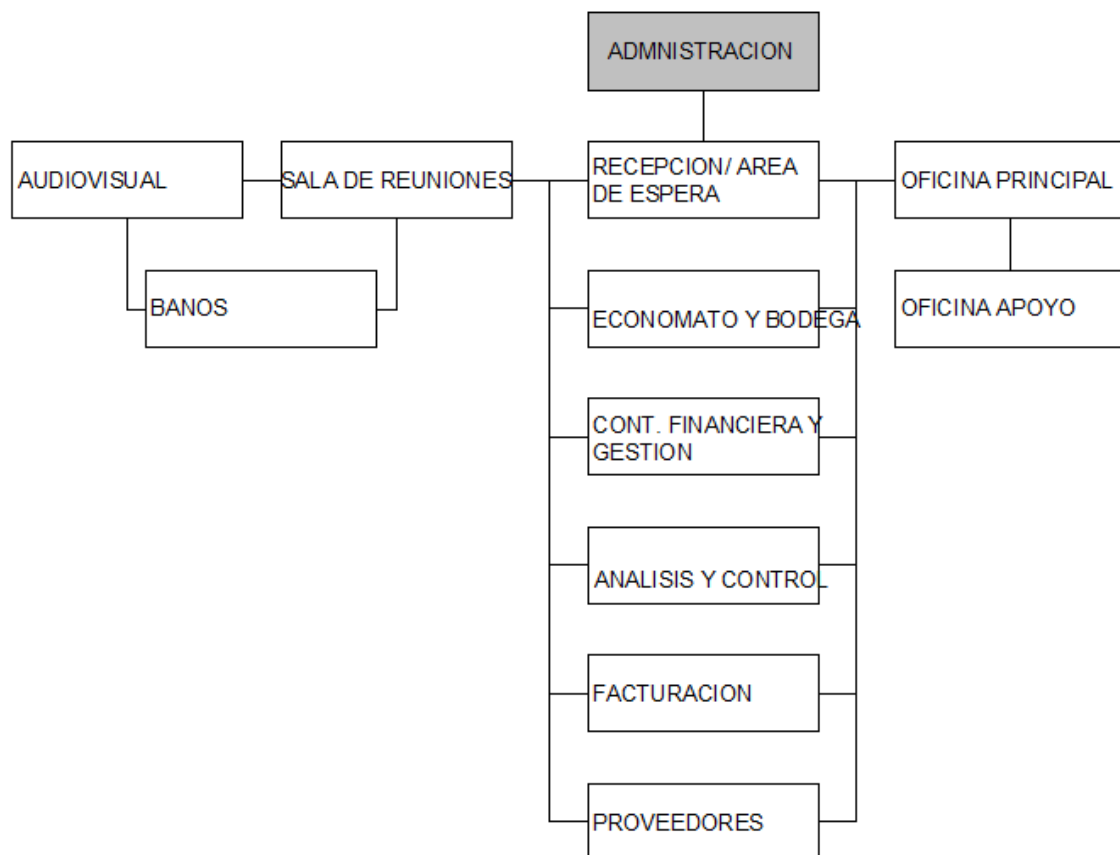 ADMNISTRACION
AUDIOVISUAL
SALA DE REUNIONES
RECEPCION/ AREA
DE ESPERA
OFICINA PRINCIPAL
BANOS
ECONOMATO Y BODEGA
OFICINA APOYO
CONT. FINANCIERA Y
GESTION
ANALISIS Y CONTROL
FACTURACION
PROVEEDORES